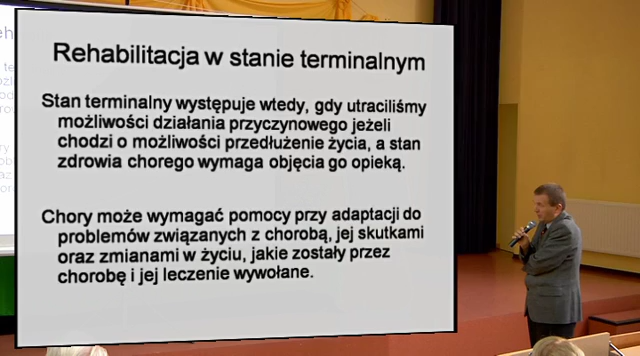 Rehabilitacja w stanie terminalnym
Stan terminalny występuje wtedy, gdy utraciliśmy
możliwości działania przyczynowego jeżeli
chodzi o możliwości przedłużenie życia, a stan
zdrowia chorego wymaga objęcia go opieką.
Chory może wymagać pomocy przy adaptacji do
problemów związanych z chorobą, jej skutkami
oraz zmianami w życiu, jakie zostały przez
chorobę i jej leczenie wywołane.